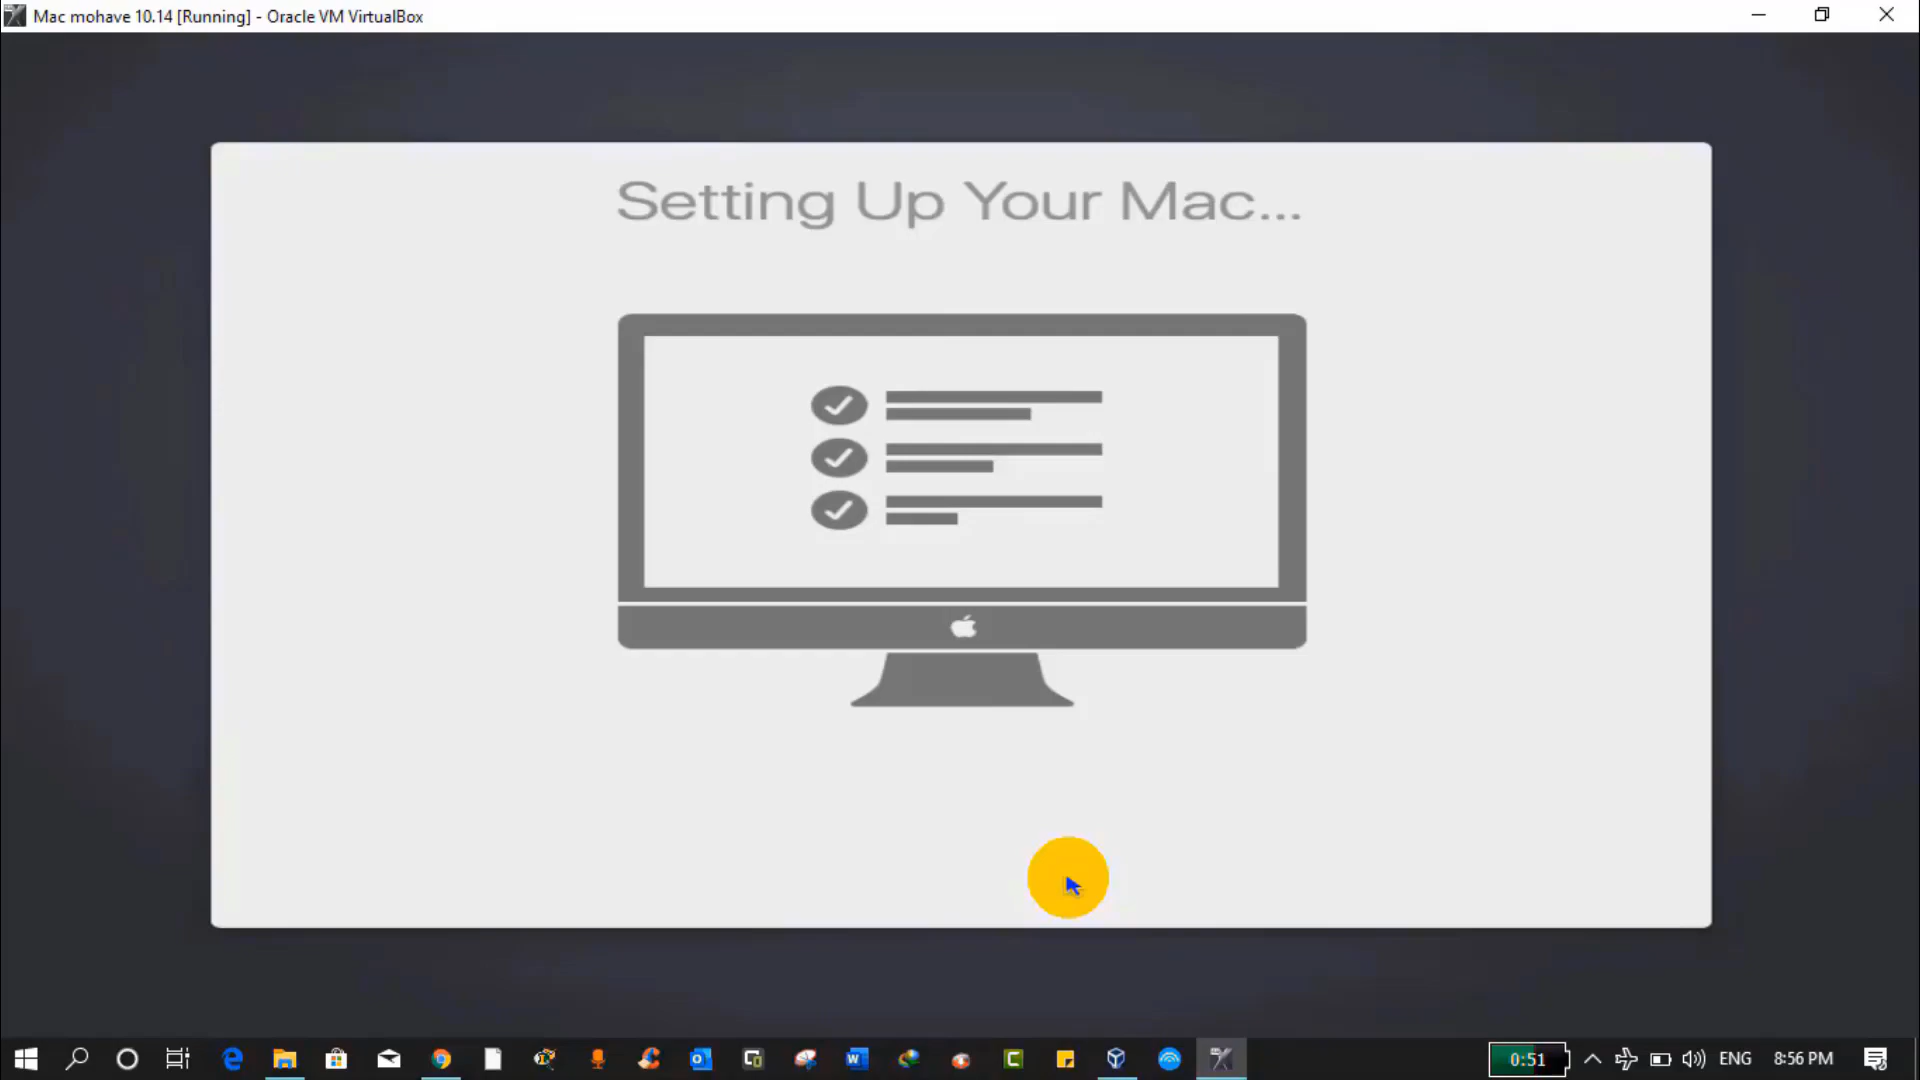 Mac mohave 10.14 [Running] - Oracle VM VirtualBox
Setting Up Your Mac...
0:51
ENG
8:56 PM